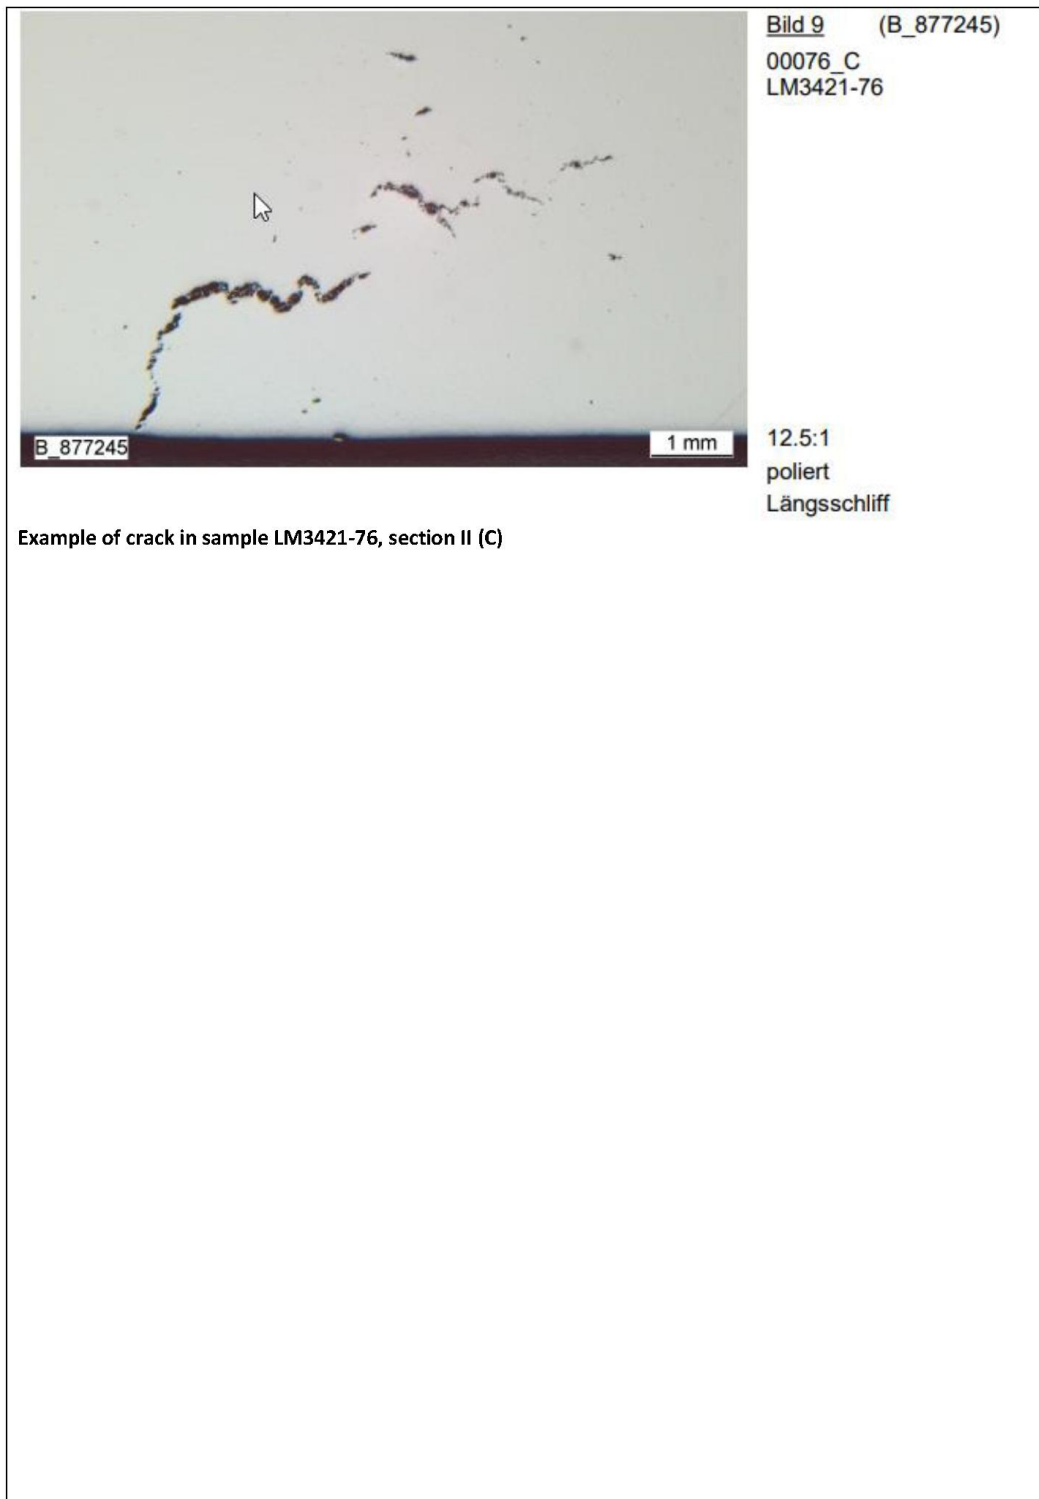 Bild 9 (B_877245)
00076_C
LM3421-76
B_877245
1 mm
12.5:1
poliert
Längsschliff
Example of crack in sample LM3421-76, section II (C)